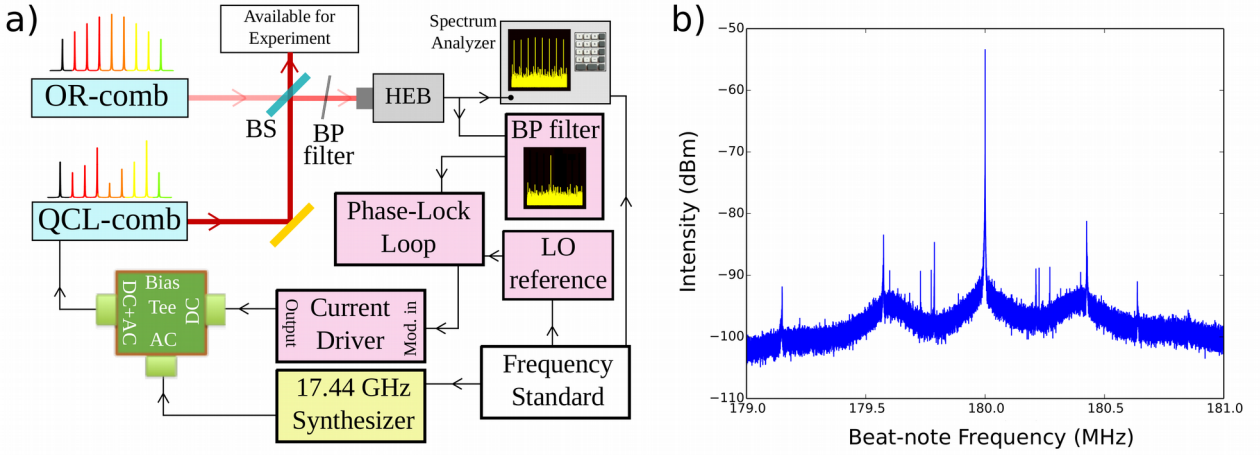 a)
Available for
Experiment
Spectrum
Analyzer
OR-comb
BS
BP
filter
HEB
BP filter
QCL-comb
Phase-Lock
Loop
LO
reference
Bias
Tee
DC+AC
DC
AC
Output
Current
Driver
Mod. in
17.44 GHz
Synthesizer
Frequency
Standard
b)
−50
−60
−70
−80
−90
−100
−110
Intensity (dBm)
179.0
179.5
180.0
180.5
181.0
Beat-note Frequency (MHz)